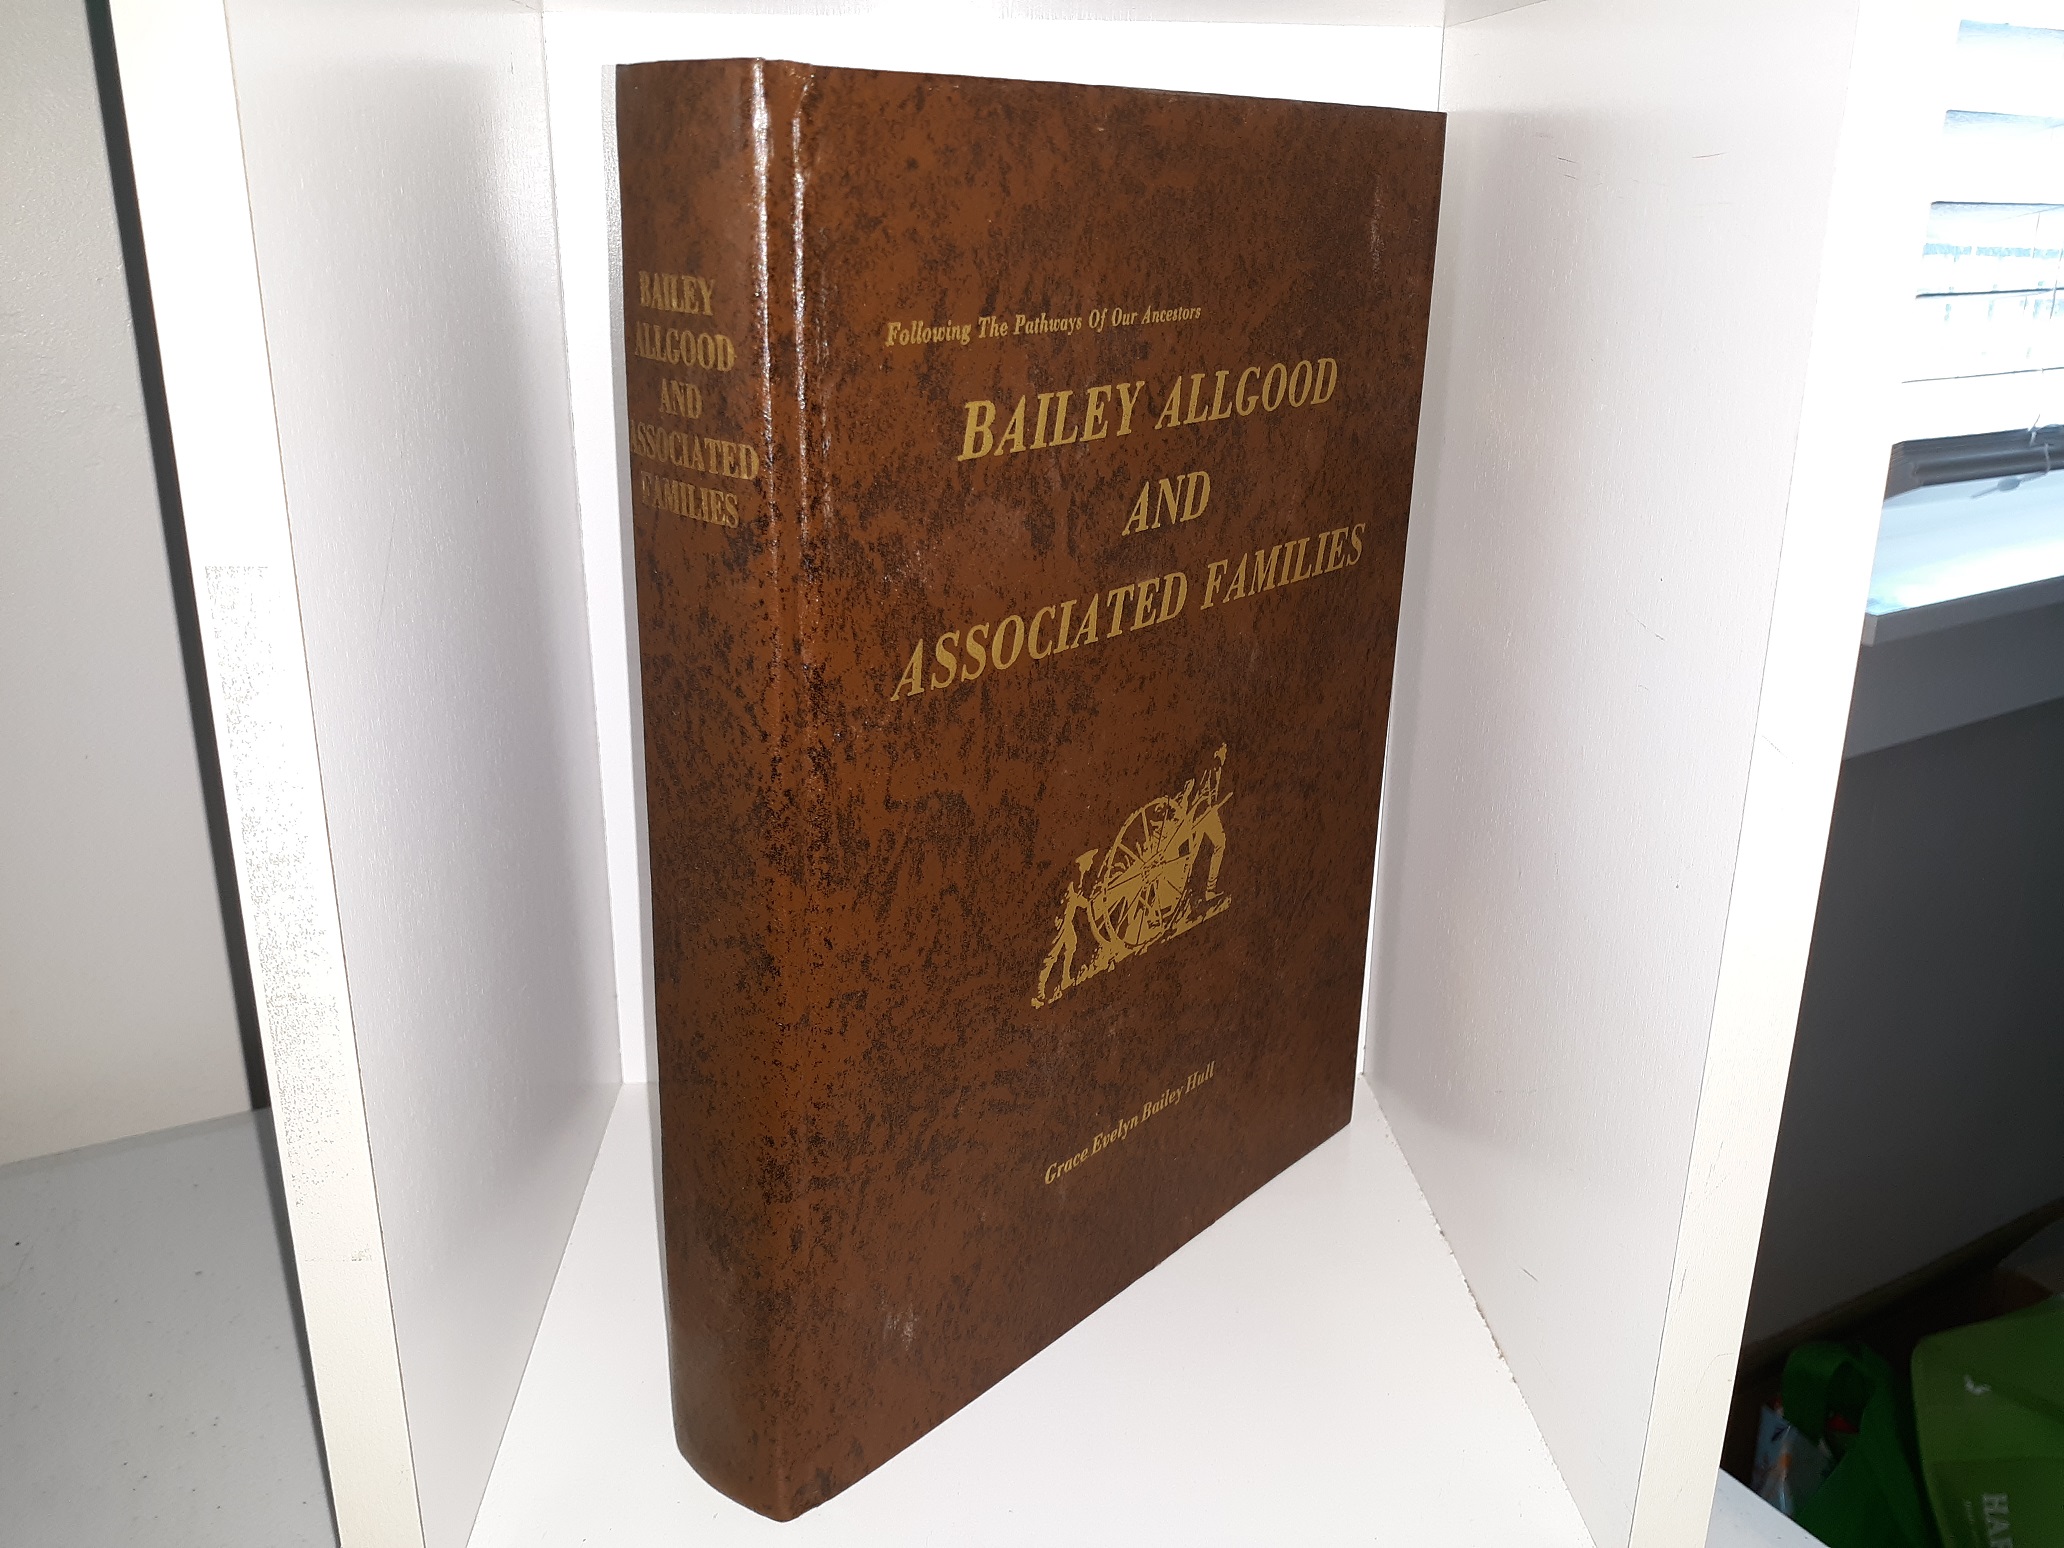 BAILEY
ALLGOOD
AND
ASSOCIATED
FAMILIES
Following The Pathways Of Our Ancestors
BAILEY ALLGOOD
AND
ASSOCIATED FAMILIES
Grace Evelyn Bailey Hull